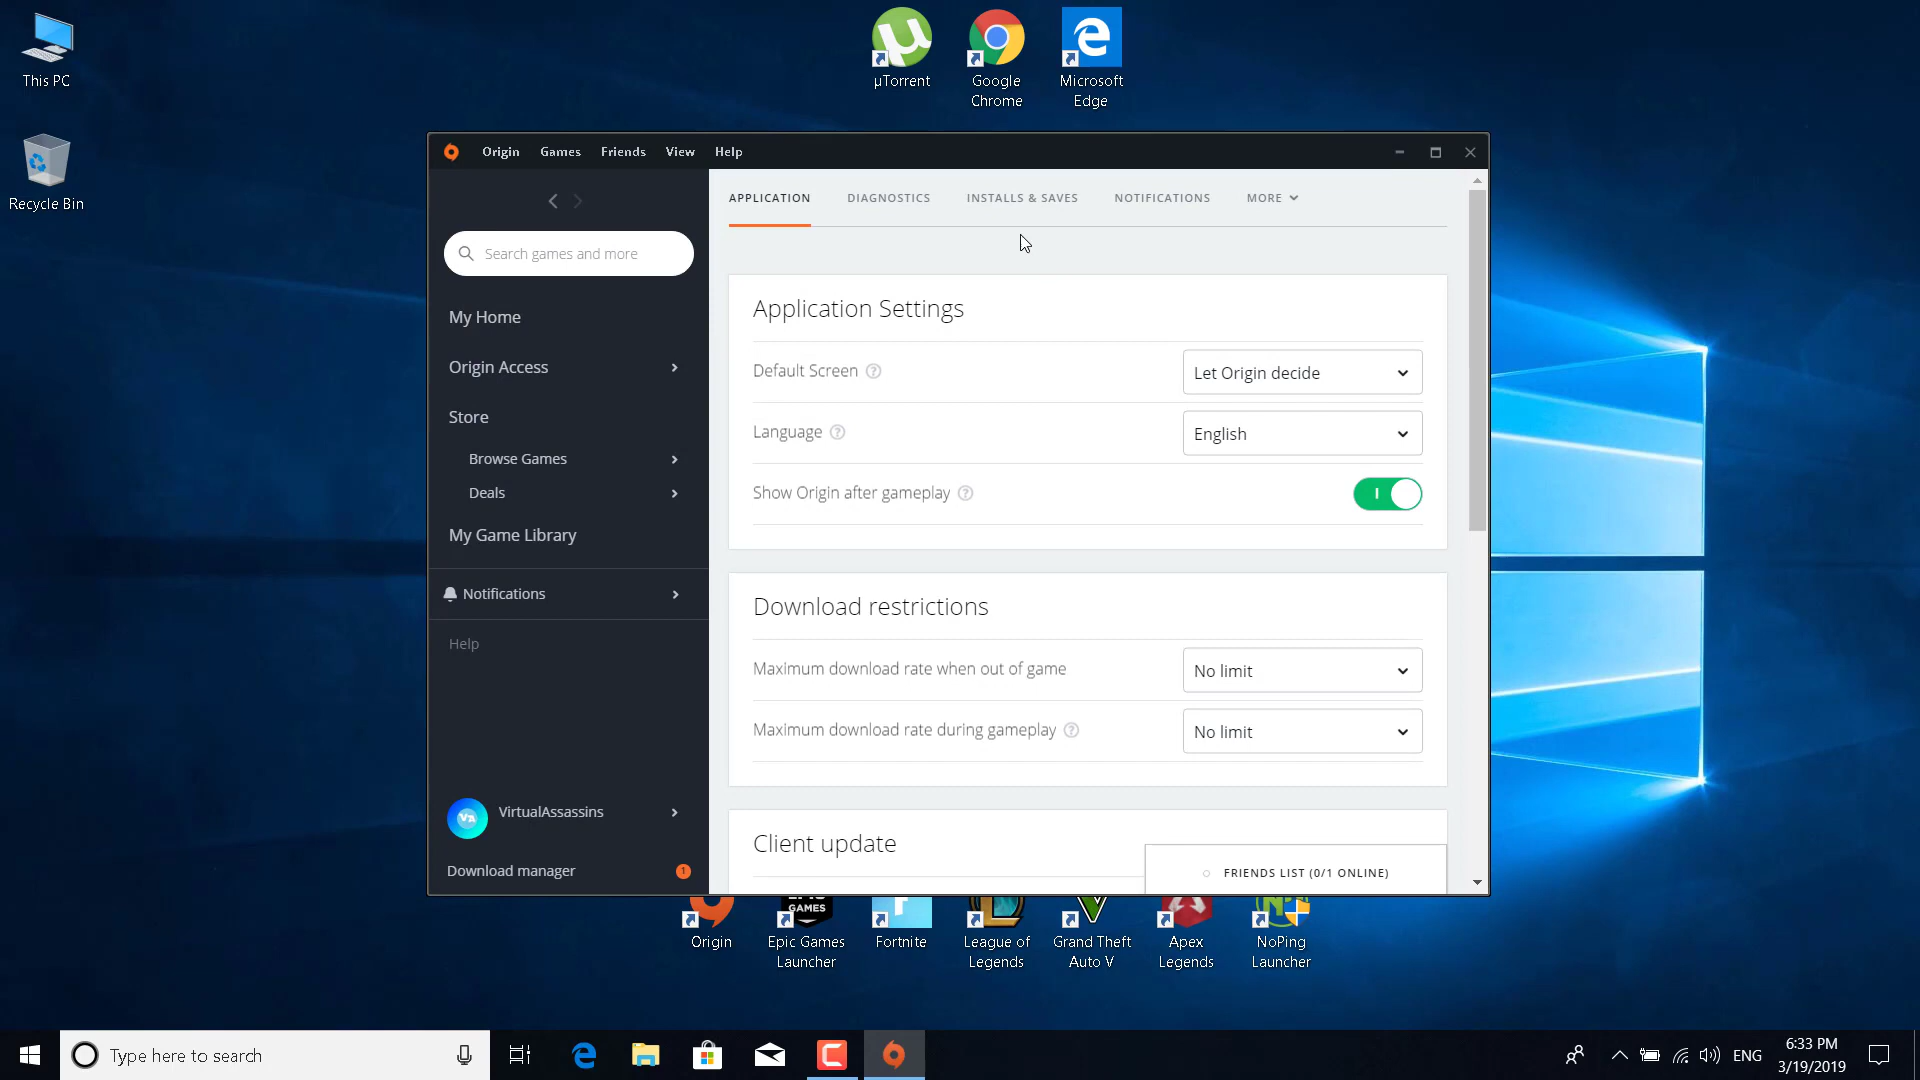 This PC
Recycle Bin
µTorrent
Google
Chrome
Microsoft
Edge
Origin Games Friends View Help
Search games and more
My Home
Origin Access
Store
Browse Games
Deals
My Game Library
Notifications
Help
VA
VirtualAssassins
Download manager
1
APPLICATION DIAGNOSTICS INSTALLS & SAVES NOTIFICATIONS MORE
Application Settings
Default Screen ? Let Origin decide
Language ? English
Show Origin after gameplay ?
Download restrictions
Maximum download rate when out of game No limit
Maximum download rate during gameplay ? No limit
Client update
FRIENDS LIST (0/1 ONLINE)
GAMES
Origin
Epic Games
Launcher
Fortnite
League of
Legends
Grand Theft
Auto V
Apex
Legends
NoPing
Launcher
Type here to search
ENG
6:33 PM
3/19/2019